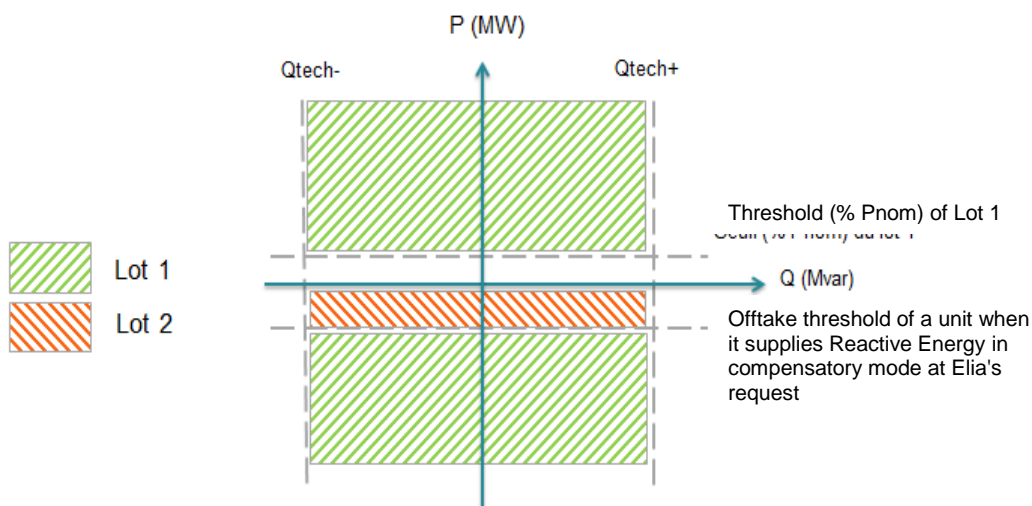 P (MW)
Qtech-
Qtech+
Threshold (% Pnom) of Lot 1
Lot 1
Q (Mvar)
Lot 2
Offtake threshold of a unit when
it supplies Reactive Energy in
compensatory mode at Elia's
request